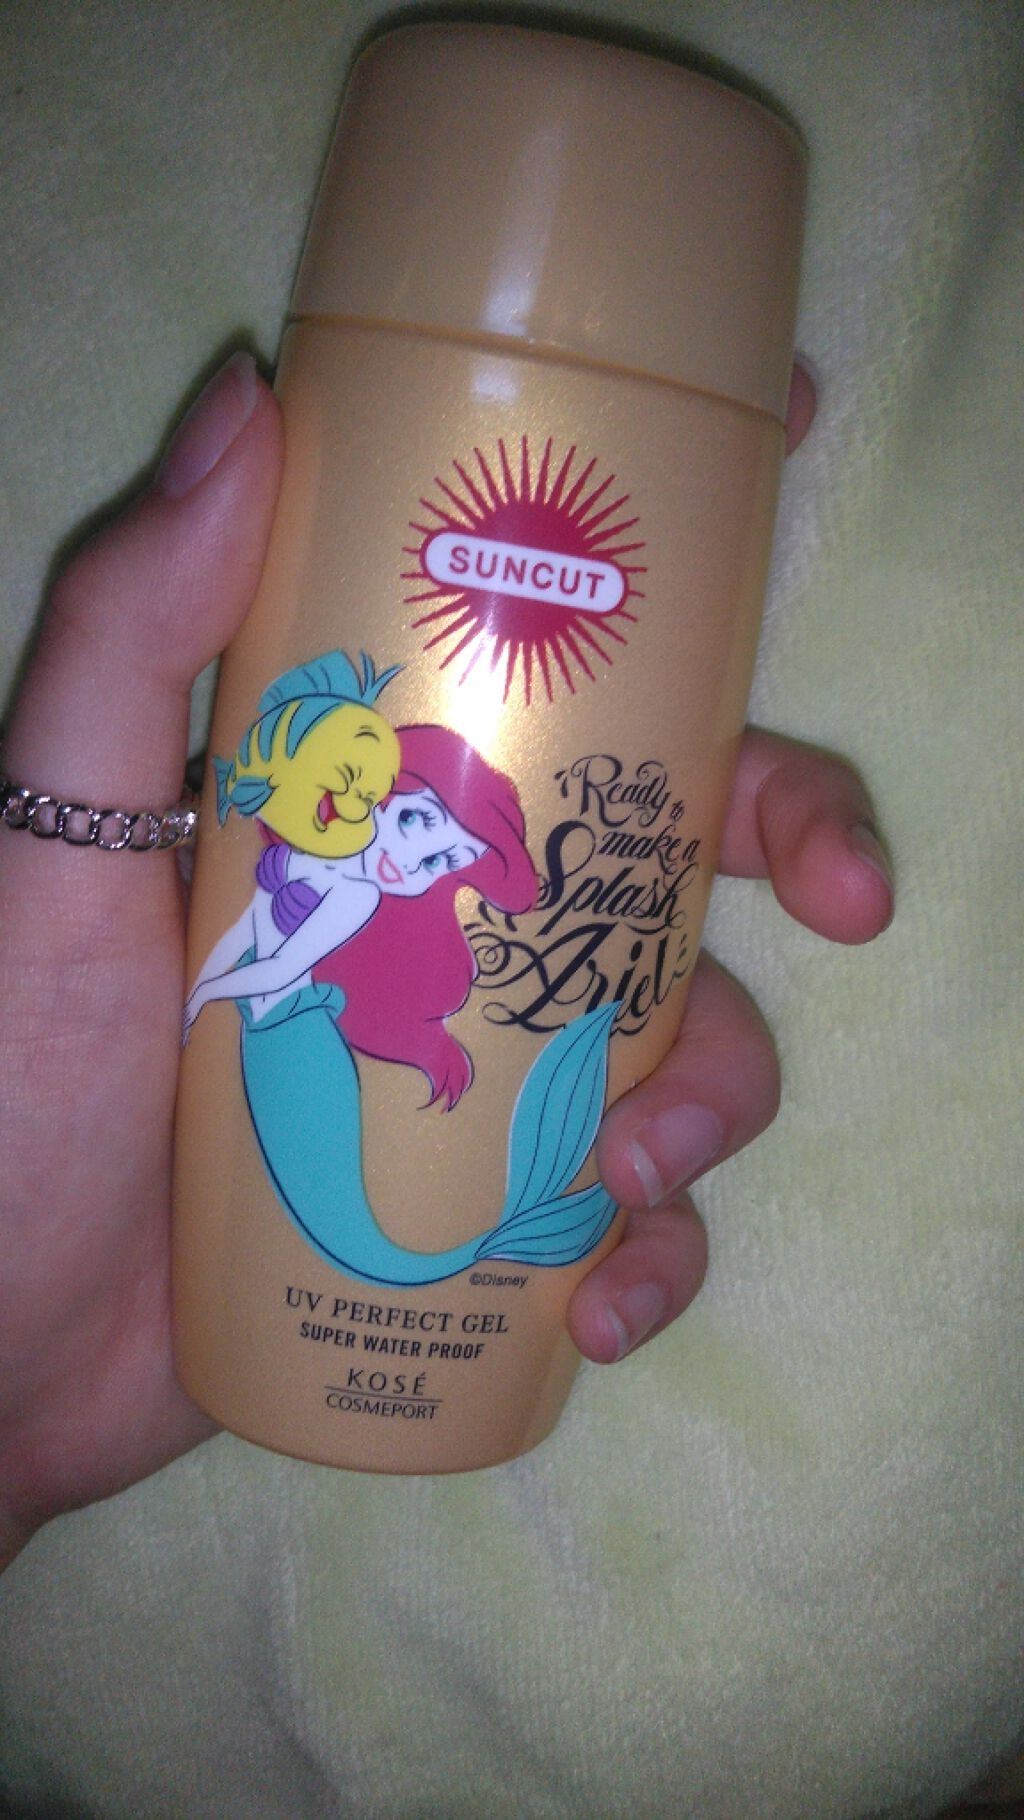 SUNCUT
Ready to
make a
Splash
Ariel
©Disney
UV PERFECT GEL
SUPER WATER PROOF
KOSÉ
COSMEPORT